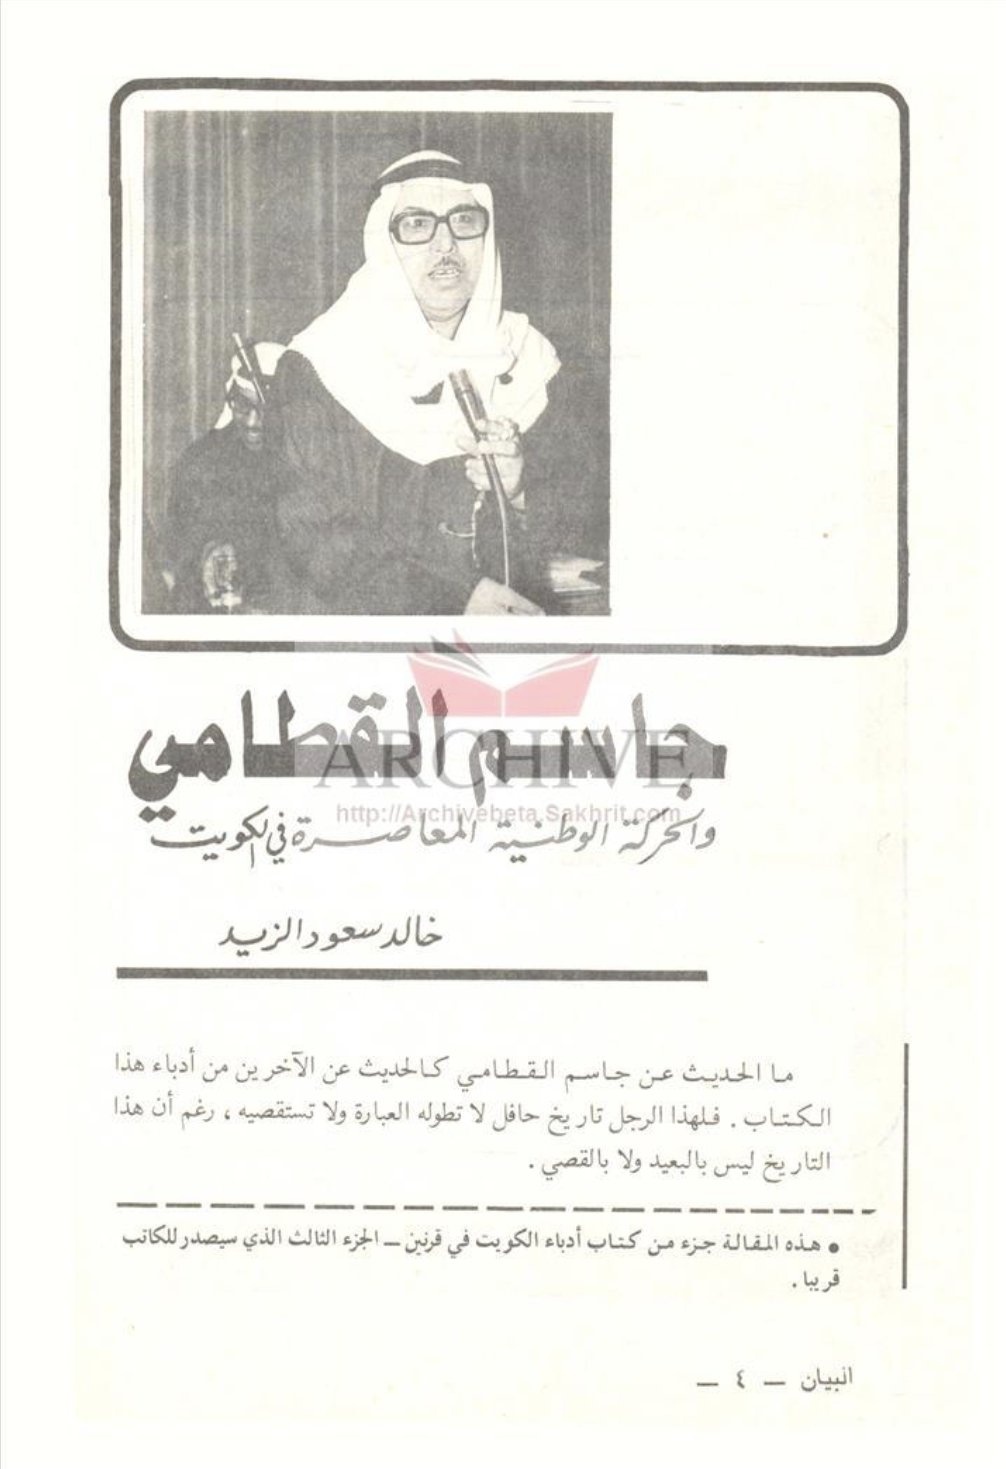 ARCHIVE
http://Archivebeta.Sakhrit.com
جاسم القطامي
والحركة الوطنية المعاصرة في الكويت
خالد سعود الزيد
ما الحديث عن جاسم القطامي كالحديث عن الآخرين من أدباء هذا
الكتاب . فلهذا الرجل تاريخ حافل لا تطوله العبارة ولا تستقصيه ، رغم أن هذا
التاريخ ليس بالبعيد ولا بالقصي .
• هذه المقالة جزء من كتاب أدباء الكويت في قرنين ــ الجزء الثالث الذي سيصدر للكاتب
قريبا .
البيان ــ ٤ ــ